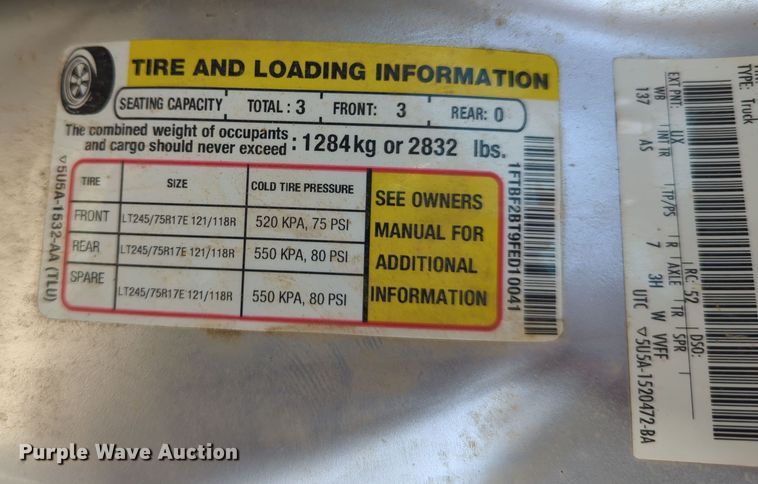 TIRE AND LOADING INFORMATION
SEATING CAPACITY TOTAL : 3 FRONT: 3 REAR: 0
The combined weight of occupants
and cargo should never exceed : 1284kg or 2832 lbs.
TIRE SIZE COLD TIRE PRESSURE
FRONT LT245/75R17E 121/118R 520 KPA, 75 PSI
REAR LT245/75R17E 121/118R 550 KPA, 80 PSI
SPARE LT245/75R17E 121/118R 550 KPA, 80 PSI
SEE OWNERS
MANUAL FOR
ADDITIONAL
INFORMATION
5U5A-1532-AA (TLU)
1FTBF2BT9FED10041
TYPE: Truck
EXT PNT: UX RC: 52 DSO:
WB INT TR TP/PS R AXLE TR SPR
137 AS 7 3H W VVFF
UTC 5U5A-1520472-BA
Purple Wave Auction